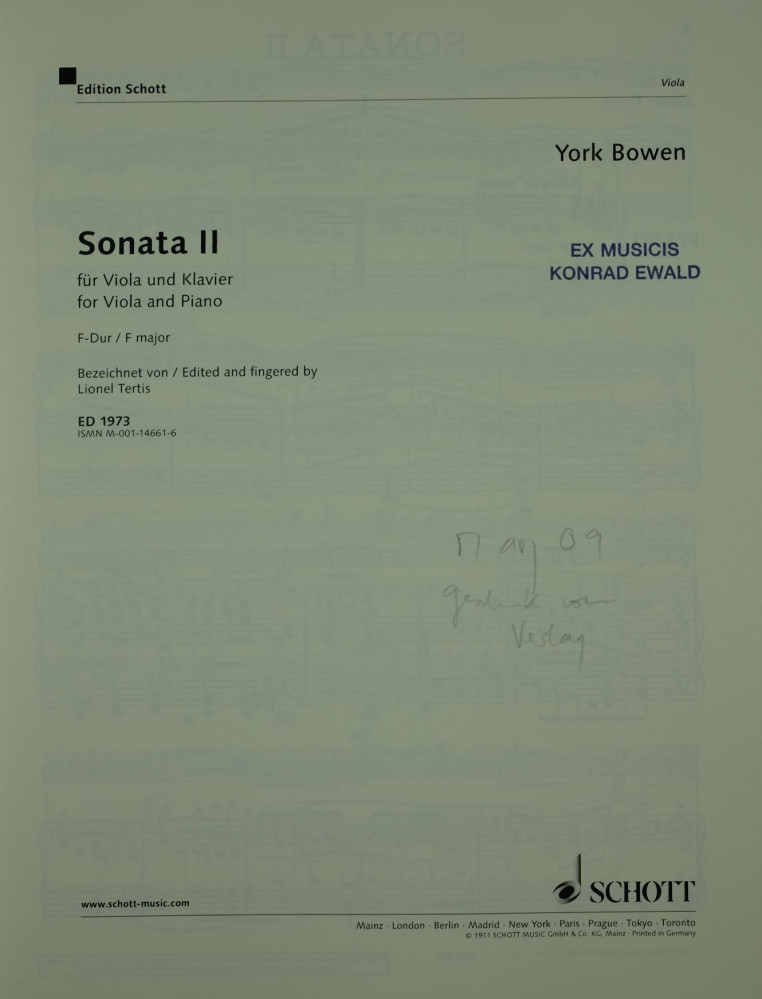 Edition Schott
Viola
York Bowen
Sonata II
für Viola und Klavier
for Viola and Piano
EX MUSICIS
KONRAD EWALD
F-Dur / F major
Bezeichnet von / Edited and fingered by
Lionel Tertis
ED 1973
ISMN M-001-14661-6
09
vom
Verlag
www.schott-music.com
SCHOTT
Mainz · London · Berlin · Madrid · New York · Paris · Prague · Tokyo · Toronto
© 1911 SCHOTT MUSIC GmbH & Co. KG, Mainz · Printed in Germany